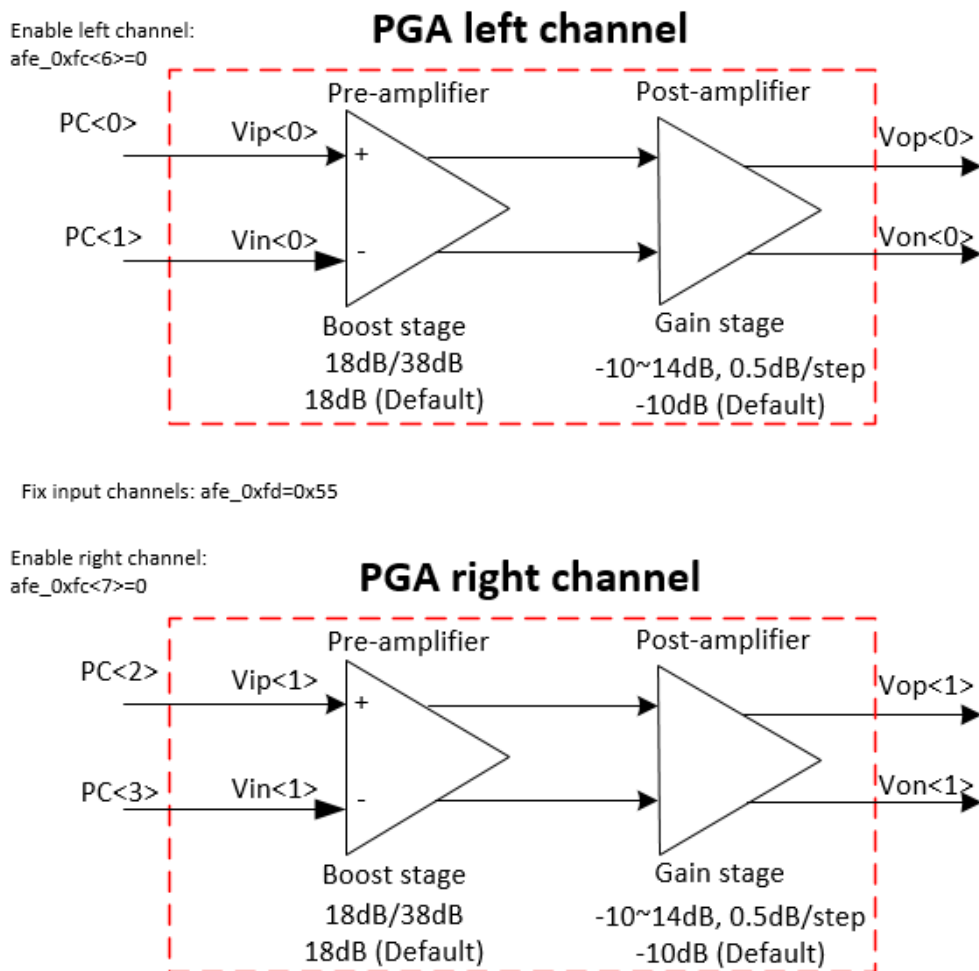 Enable left channel:
afe_0xfc<6>=0
PGA left channel
Pre-amplifier
Post-amplifier
PC<0>
Vip<0>
+
Vop<0>
PC<1>
Vin<0>
-
Von<0>
Boost stage
18dB/38dB
18dB (Default)
Gain stage
-10~14dB, 0.5dB/step
-10dB (Default)
Fix input channels: afe_0xfd=0x55
Enable right channel:
afe_0xfc<7>=0
PGA right channel
Pre-amplifier
Post-amplifier
PC<2>
Vip<1>
+
Vop<1>
PC<3>
Vin<1>
-
Von<1>
Boost stage
18dB/38dB
18dB (Default)
Gain stage
-10~14dB, 0.5dB/step
-10dB (Default)